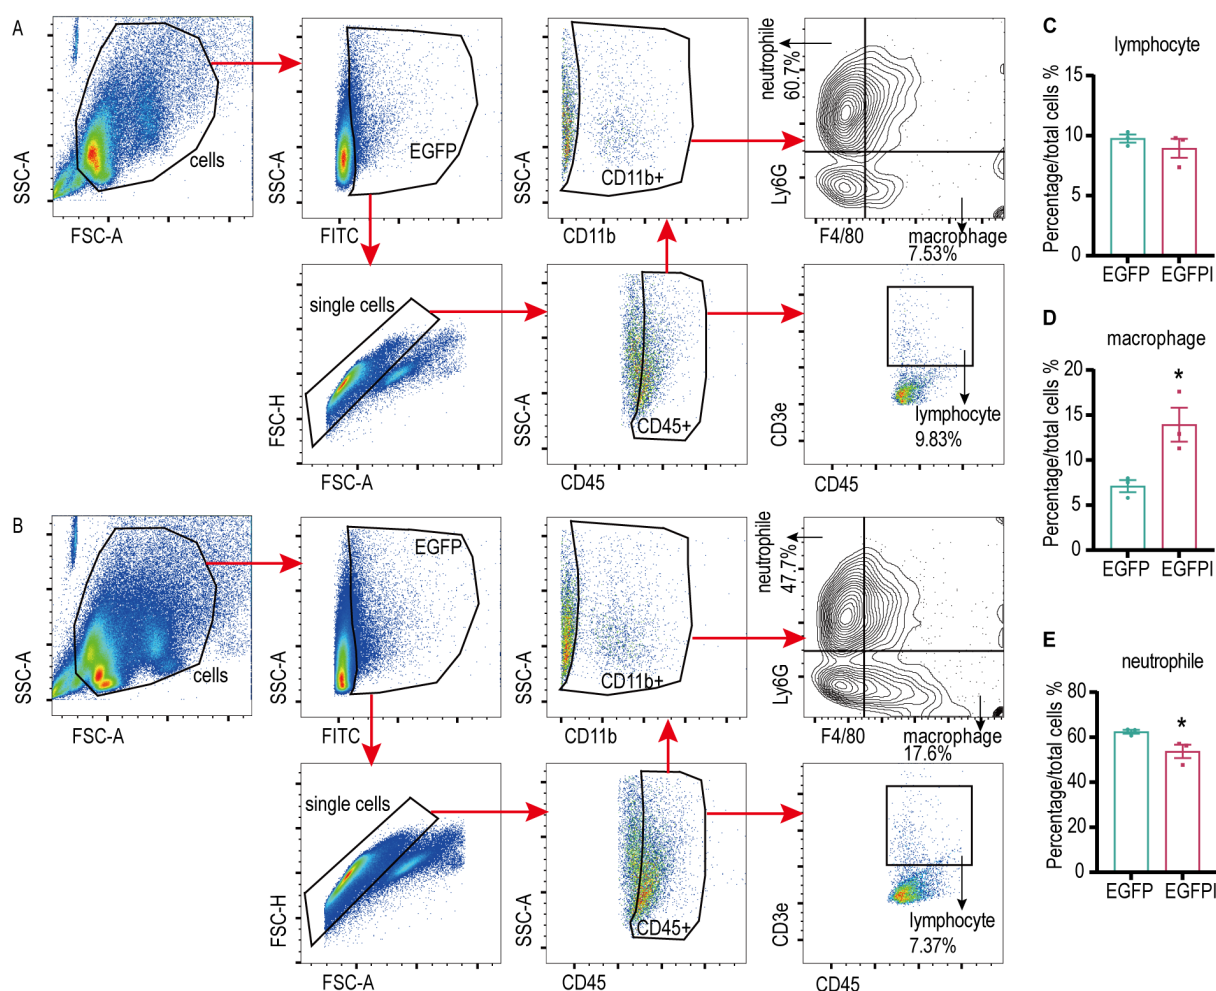 A
SSC-A
cells
FSC-A
SSC-A
EGFP
FITC
SSC-A
CD11b+
CD11b
neutrophile
60.7%
Ly6G
F4/80
macrophage
7.53%
single cells
FSC-H
FSC-A
SSC-A
CD45+
CD45
CD3e
lymphocyte
9.83%
CD45
B
SSC-A
cells
FSC-A
SSC-A
EGFP
FITC
SSC-A
CD11b+
CD11b
neutrophile
47.7%
Ly6G
F4/80
macrophage
17.6%
single cells
FSC-H
FSC-A
SSC-A
CD45+
CD45
CD3e
lymphocyte
7.37%
CD45
C
lymphocyte
Percentage/total cells %
15
10
5
0
EGFP
EGFPI
D
macrophage
Percentage/total cells %
20
15
10
5
0
*
EGFP
EGFPI
E
neutrophile
Percentage/total cells %
80
60
40
20
0
*
EGFP
EGFPI